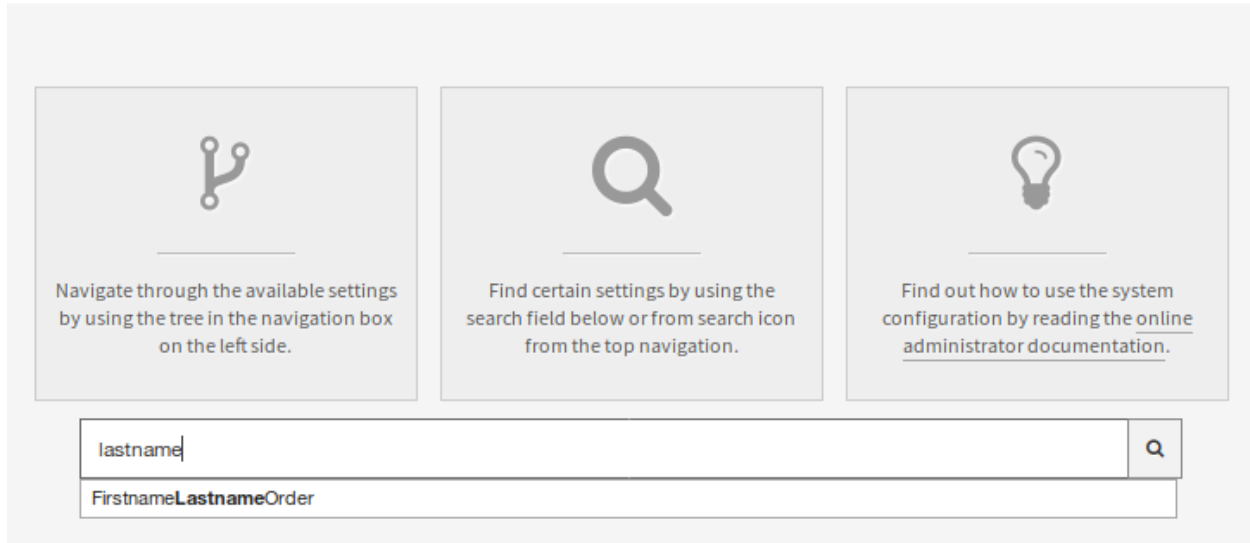 Navigate through the available settings
by using the tree in the navigation box
on the left side.
Find certain settings by using the
search field below or from search icon
from the top navigation.
Find out how to use the system
configuration by reading the online
administrator documentation.
lastname
FirstnameLastnameOrder